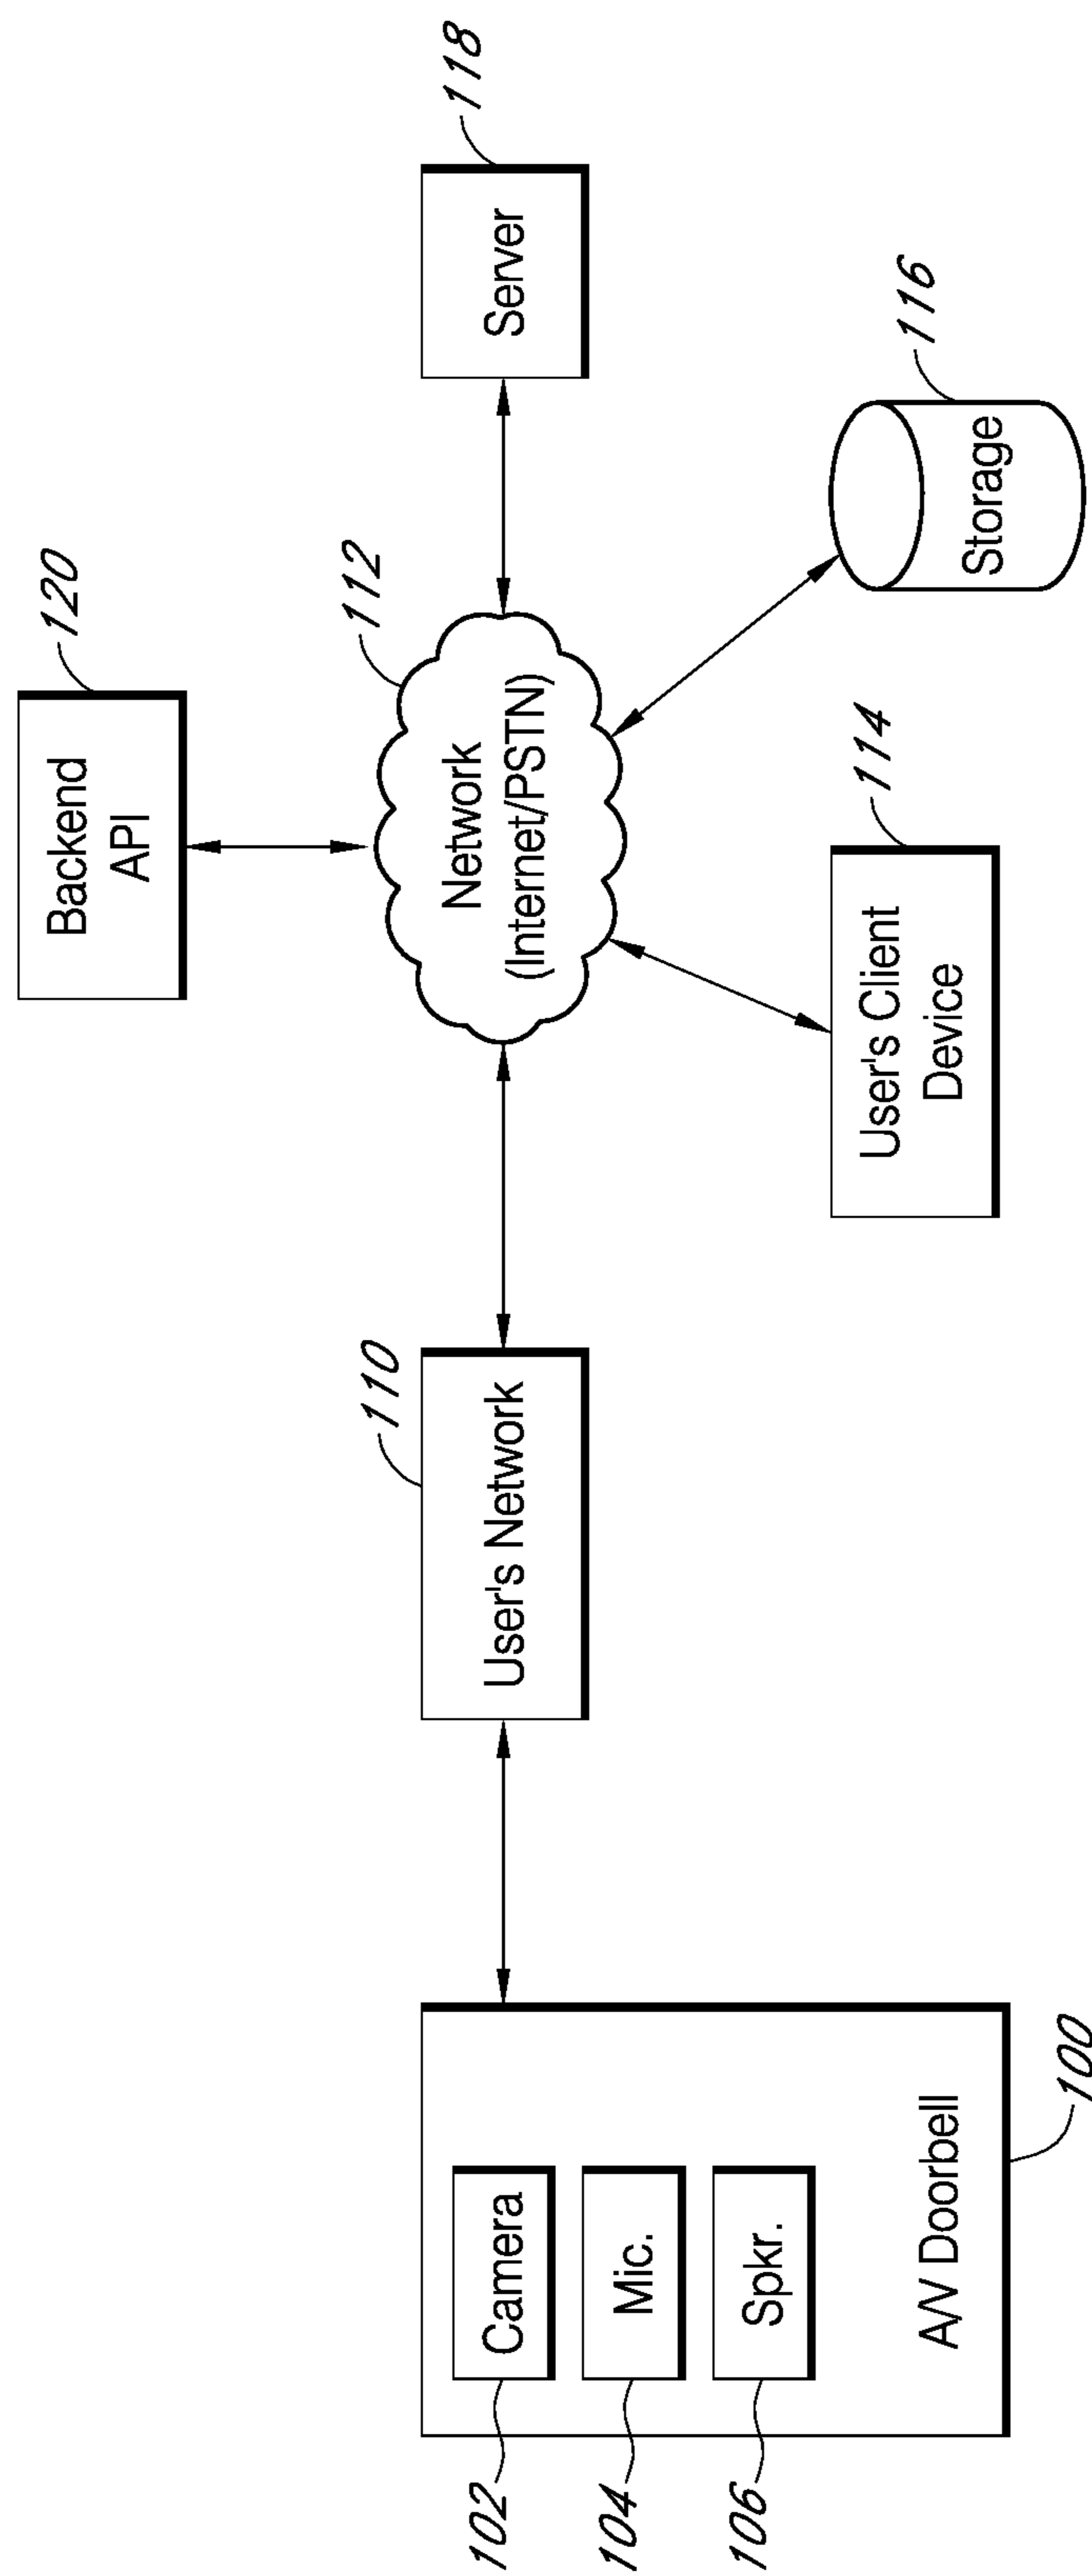 120
Backend
API
112
Network
(Internet/PSTN)
118
Server
110
User's Network
102
Camera
104
Mic.
106
Spkr.
A/V Doorbell
100
114
User's Client
Device
116
Storage